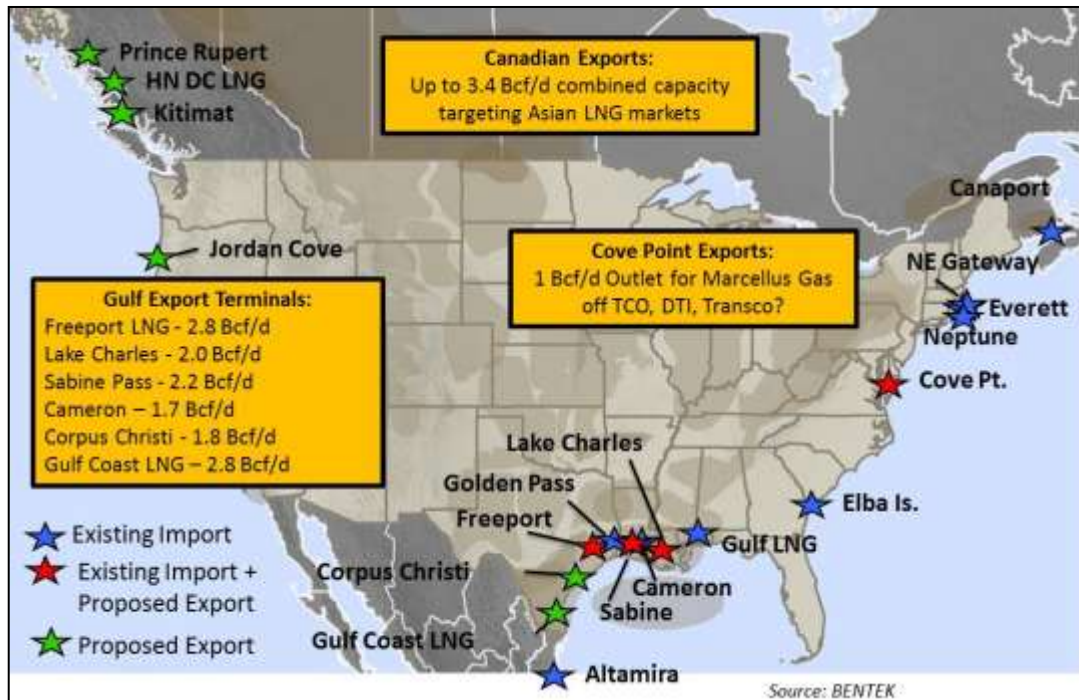 Prince Rupert
HN DC LNG
Kitimat
Canadian Exports:
Up to 3.4 Bcf/d combined capacity
targeting Asian LNG markets
Canaport
Jordan Cove
Cove Point Exports:
1 Bcf/d Outlet for Marcellus Gas
off TCO, DTI, Transco?
NE Gateway
Everett
Neptune
Gulf Export Terminals:
Freeport LNG - 2.8 Bcf/d
Lake Charles - 2.0 Bcf/d
Sabine Pass - 2.2 Bcf/d
Cameron – 1.7 Bcf/d
Corpus Christi - 1.8 Bcf/d
Gulf Coast LNG – 2.8 Bcf/d
Cove Pt.
Lake Charles
Golden Pass
Freeport
Elba Is.
Gulf LNG
Existing Import
Existing Import +
Proposed Export
Proposed Export
Corpus Christi
Cameron
Sabine
Gulf Coast LNG
Altamira
Source: BENTEK